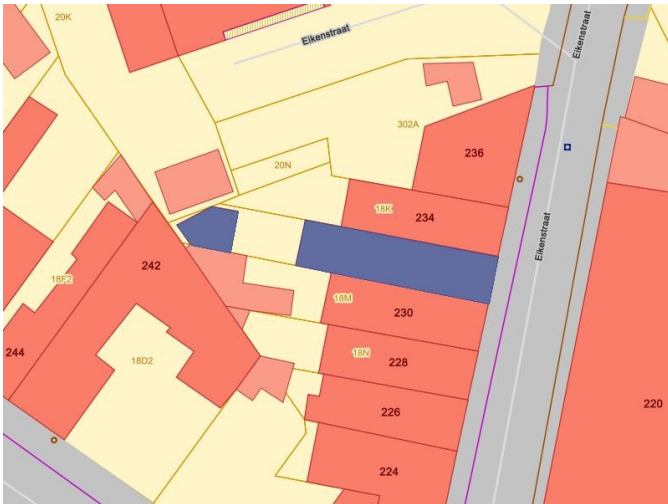 20K
Eikenstraat
Eikenstraat
302A
236
20N
18K
234
Eikenstraat
242
18F2
18M
230
244
18D2
18N
228
226
220
224